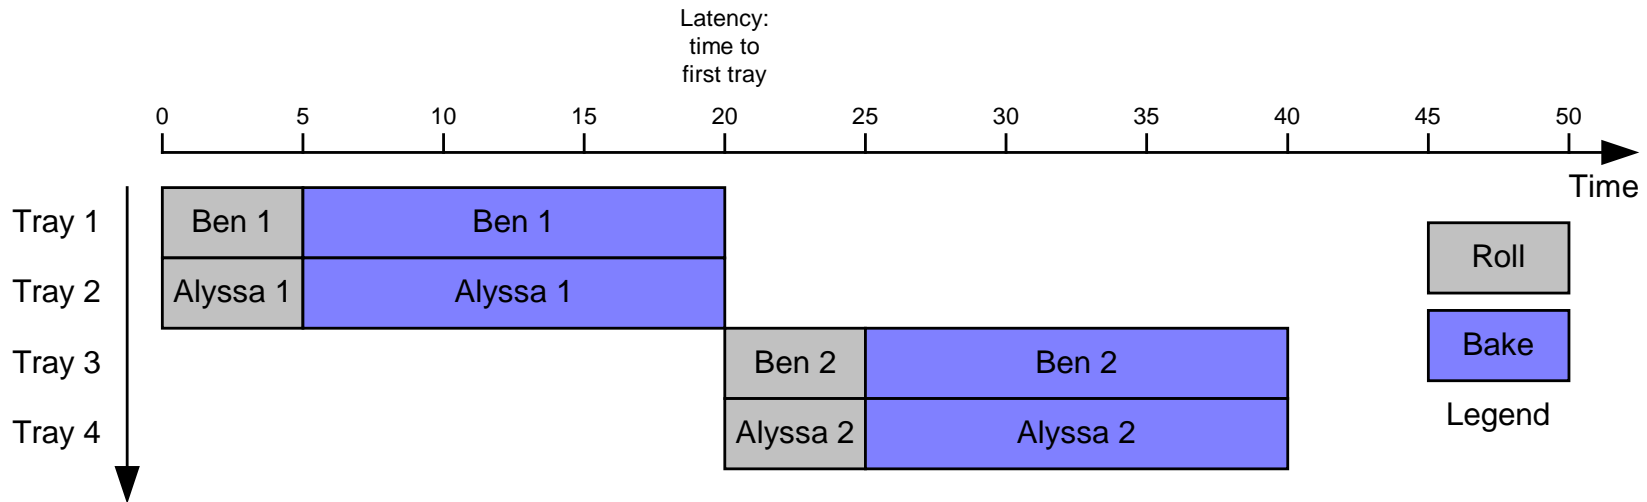 Latency:
time to
first tray
0 5 10 15 20 25 30 35 40 45 50
Time
Tray 1 Ben 1 Ben 1
Roll
Tray 2 Alyssa 1 Alyssa 1
Tray 3 Ben 2 Ben 2
Bake
Tray 4 Alyssa 2 Alyssa 2
Legend